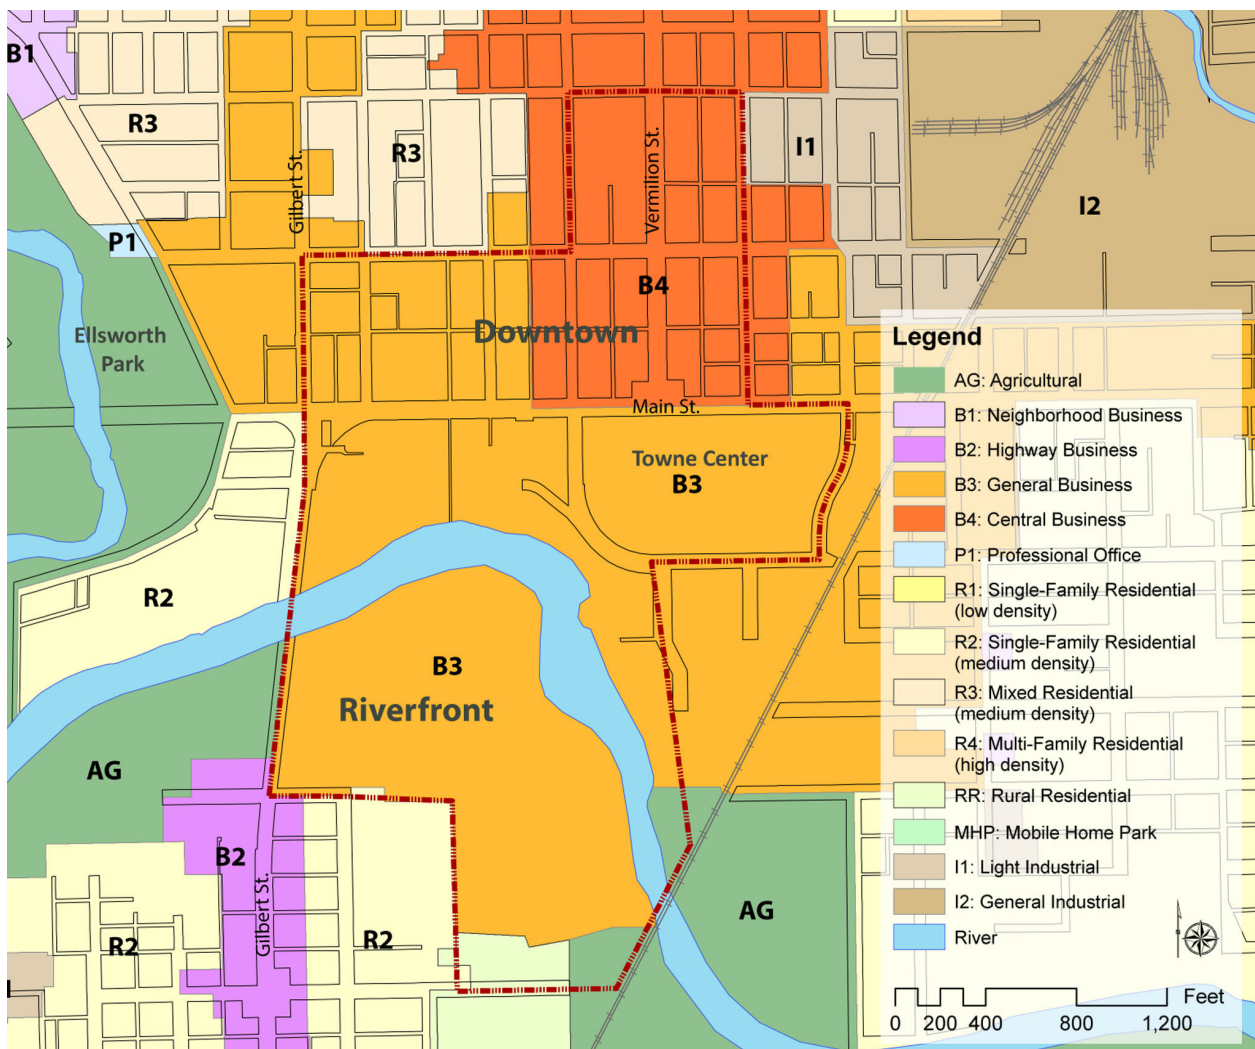 B1
R3
Gilbert St.
R3
Vermilion St.
I1
I2
P1
Ellsworth
Park
B4
Downtown
Main St.
Towne Center
B3
R2
B3
Riverfront
AG
B2
Gilbert St.
R2
R2
AG
Legend
AG: Agricultural
B1: Neighborhood Business
B2: Highway Business
B3: General Business
B4: Central Business
P1: Professional Office
R1: Single-Family Residential
(low density)
R2: Single-Family Residential
(medium density)
R3: Mixed Residential
(medium density)
R4: Multi-Family Residential
(high density)
RR: Rural Residential
MHP: Mobile Home Park
I1: Light Industrial
I2: General Industrial
River
Feet
0 200 400 800 1,200